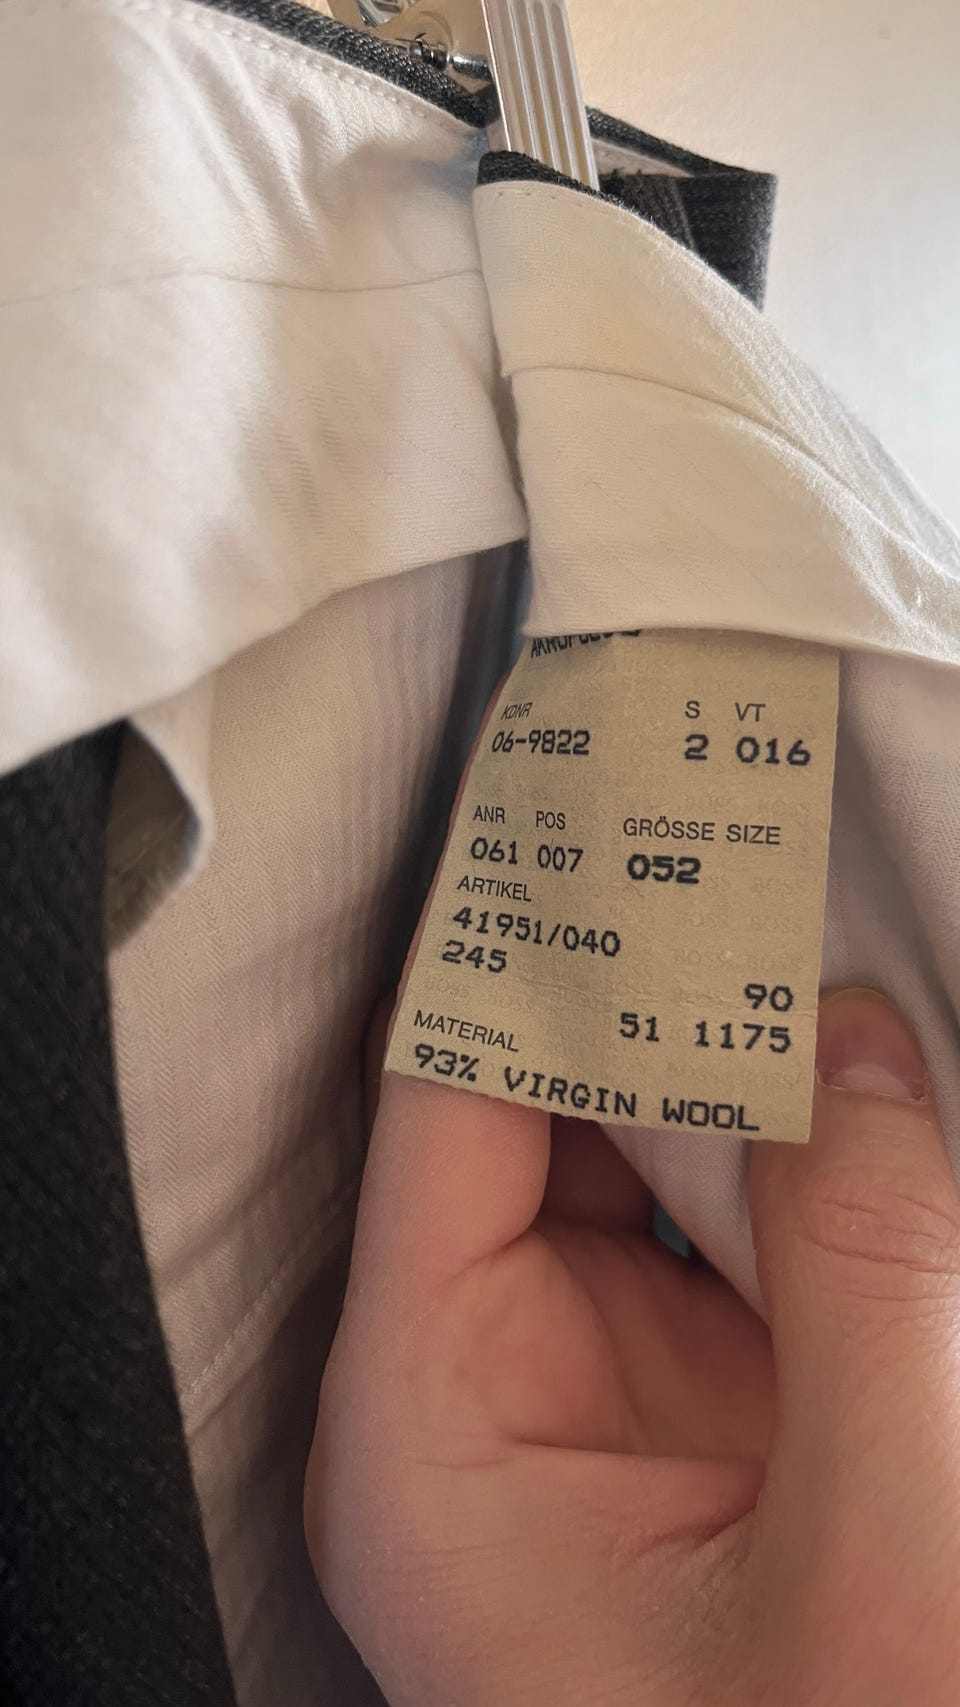 KDNR S VT
06-9822 2 016
ANR POS GRÖSSE SIZE
061 007 052
ARTIKEL
41951/040
245
90
51 1175
MATERIAL
93% VIRGIN WOOL